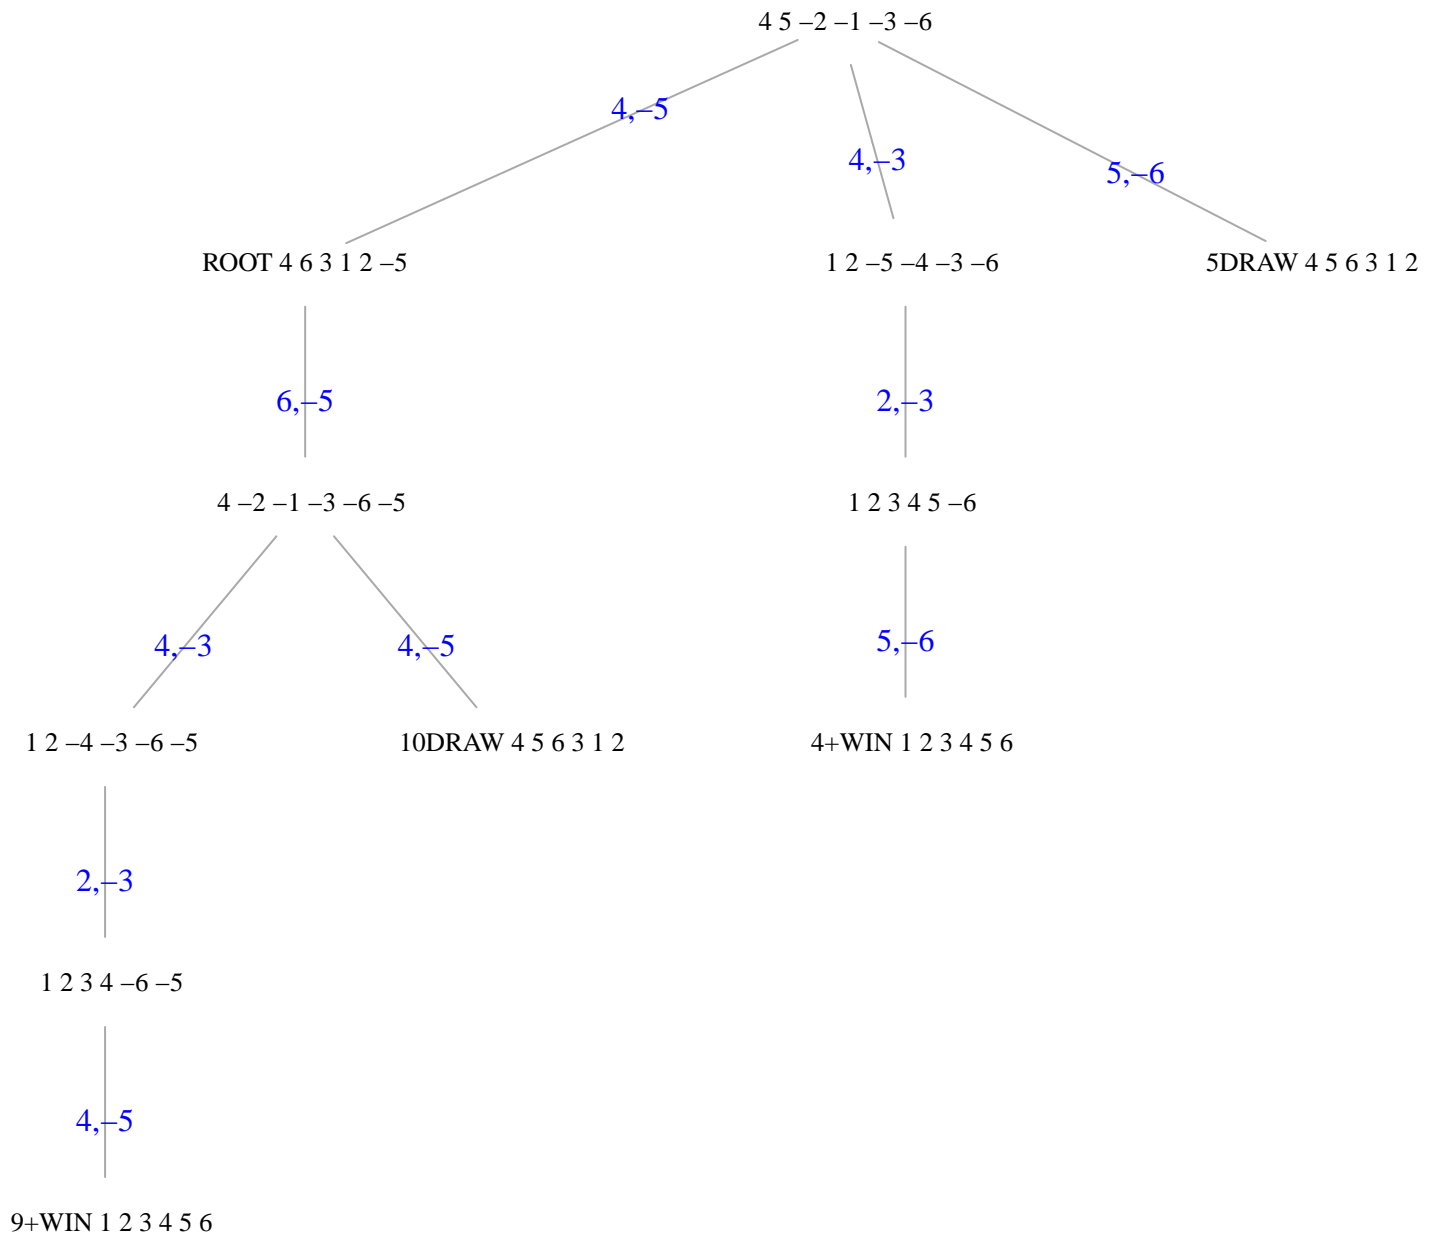 4 5 –2 –1 –3 –6
4,–5
4,–3
5,–6
ROOT 4 6 3 1 2 –5
1 2 –5 –4 –3 –6
5DRAW 4 5 6 3 1 2
6,–5
2,–3
4 –2 –1 –3 –6 –5
1 2 3 4 5 –6
4,–3
4,–5
5,–6
1 2 –4 –3 –6 –5
10DRAW 4 5 6 3 1 2
4+WIN 1 2 3 4 5 6
2,–3
1 2 3 4 –6 –5
4,–5
9+WIN 1 2 3 4 5 6